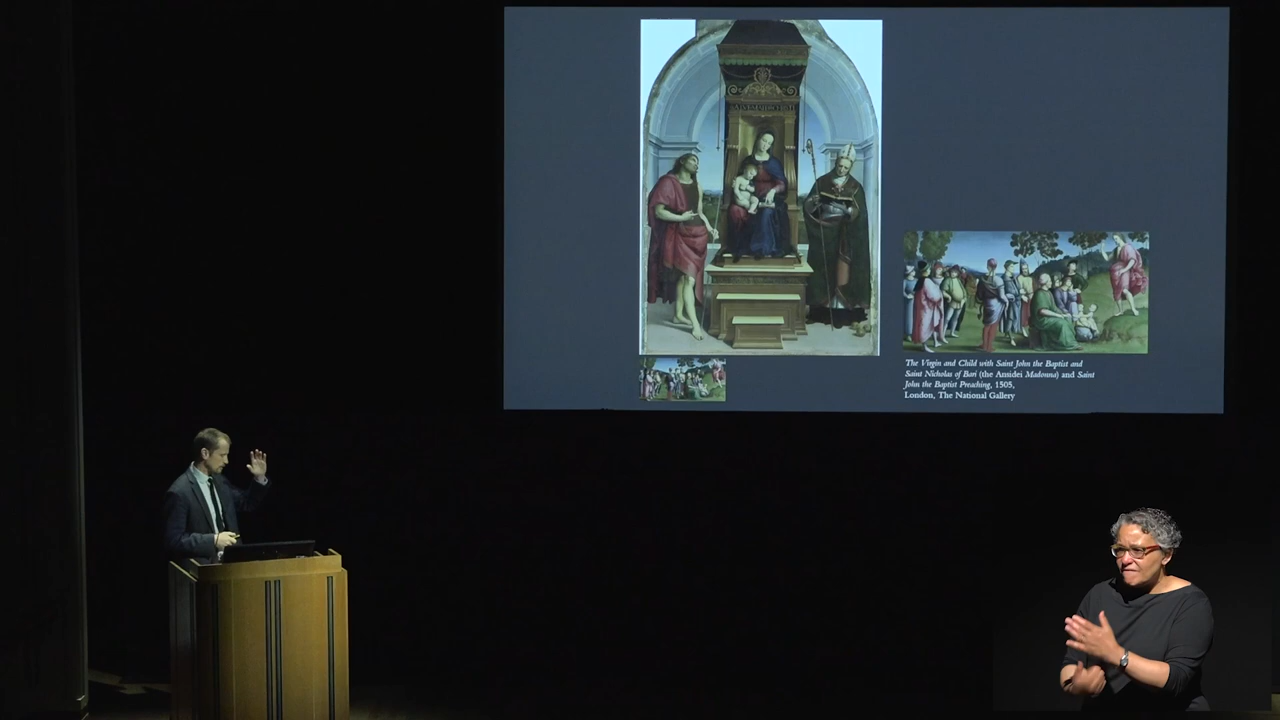 The Virgin and Child with Saint John the Baptist and
Saint Nicholas of Bari (the Ansidei Madonna) and Saint
John the Baptist Preaching, 1505,
London, The National Gallery